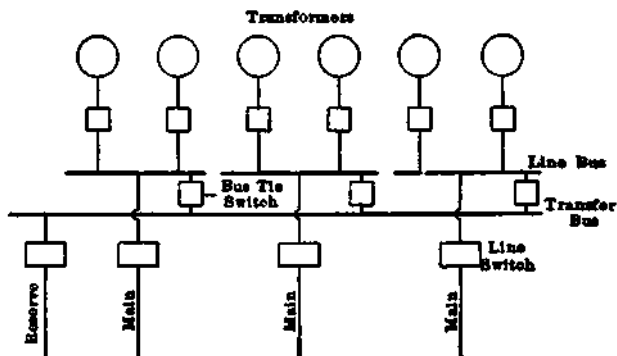 Transformers
Line Bus
Bus Tie
Switch
Transfer
Bus
Line
Switch
Reserve
Main
Main
Main